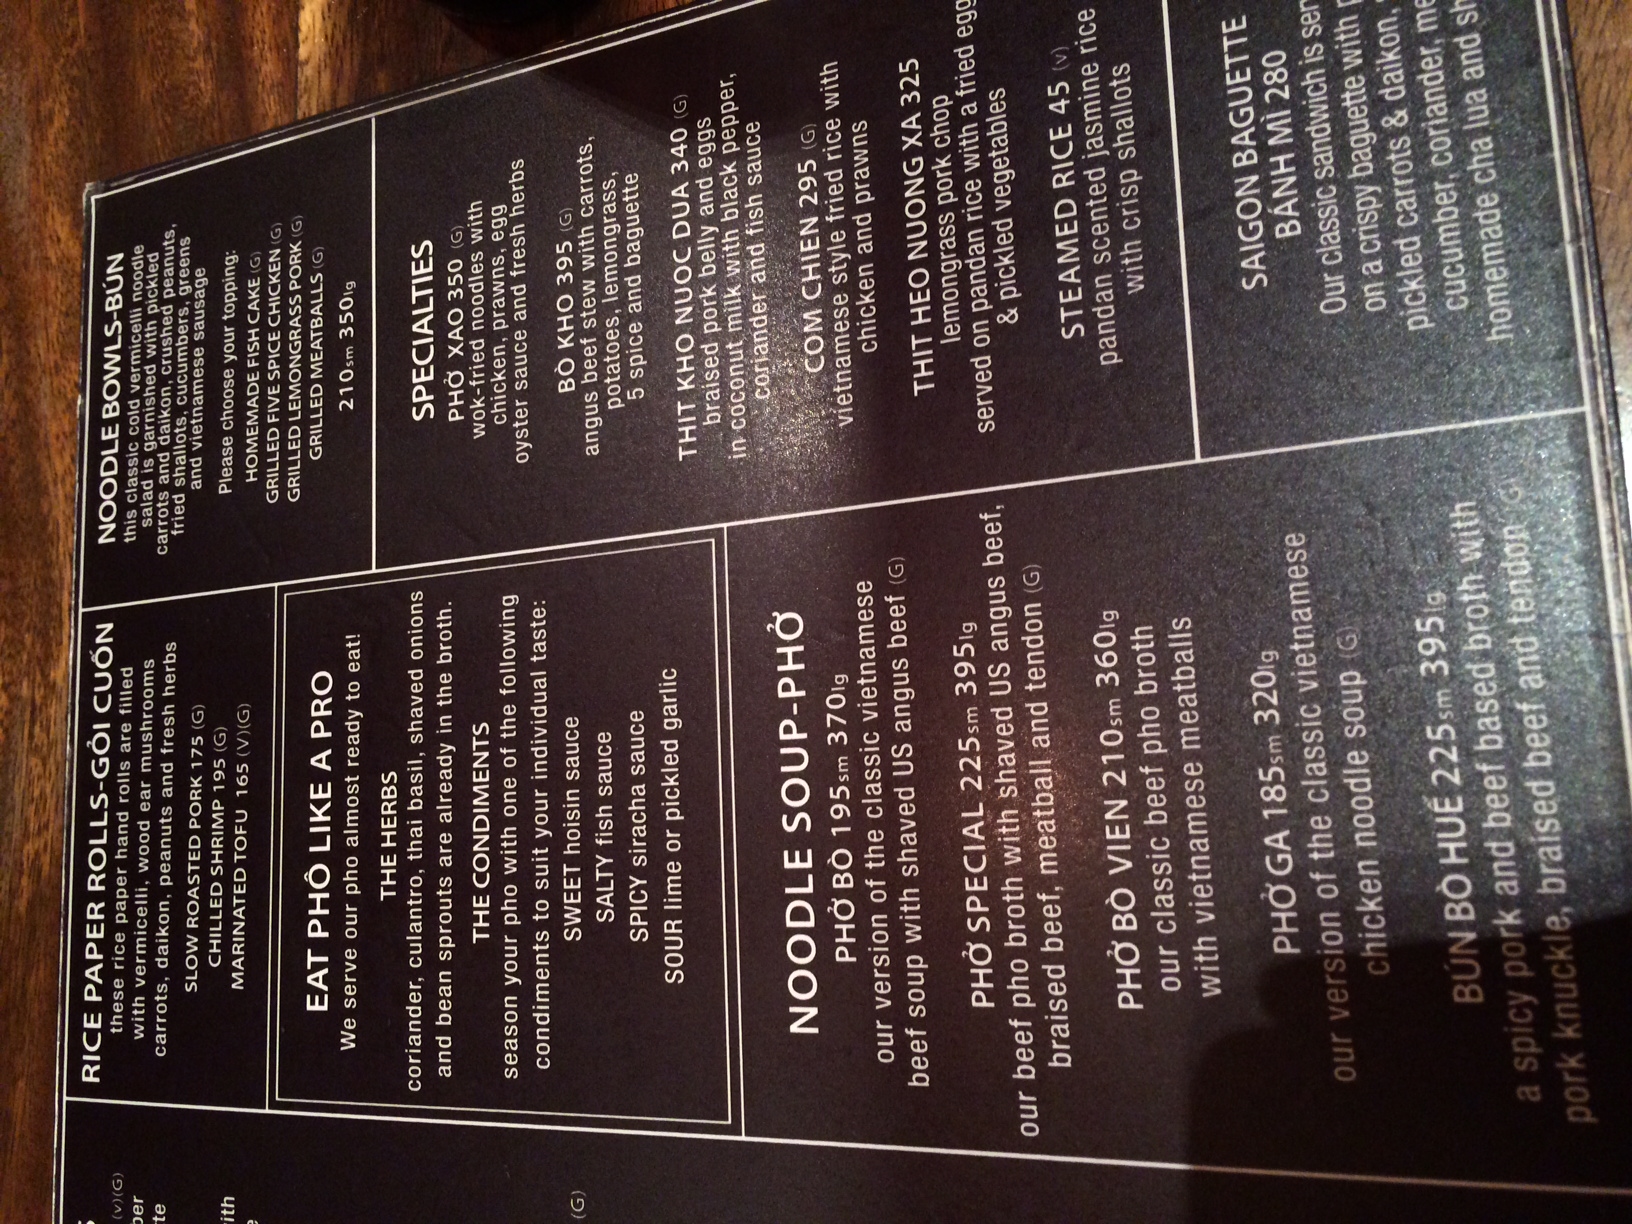 S
(v)(G)
ber
rte
ith
e
(G)
RICE PAPER ROLLS-GỎI CUỐN
these rice paper hand rolls are filled
with vermicelli, wood ear mushrooms
carrots, daikon, peanuts and fresh herbs
SLOW ROASTED PORK 175 (G)
CHILLED SHRIMP 195 (G)
MARINATED TOFU 165 (V)(G)
EAT PHÔ LIKE A PRO
We serve our pho almost ready to eat!
THE HERBS
coriander, culantro, thai basil, shaved onions
and bean sprouts are already in the broth.
THE CONDIMENTS
season your pho with one of the following
condiments to suit your individual taste:
SWEET hoisin sauce
SALTY fish sauce
SPICY siracha sauce
SOUR lime or pickled garlic
NOODLE SOUP-PHỞ
PHỞ BÒ 195sm 370lg
our version of the classic vietnamese
beef soup with shaved US angus beef (G)
PHỞ SPECIAL 225sm 395lg
our beef pho broth with shaved US angus beef,
braised beef, meatball and tendon (G)
PHỞ BÒ VIEN 210sm 360lg
our classic beef pho broth
with vietnamese meatballs
PHỞ GA 185sm 320lg
our version of the classic vietnamese
chicken noodle soup (G)
BÚN BÒ HUẾ 225sm 395lg
a spicy pork and beef based broth with
pork knuckle, braised beef and tendon (G)
NOODLE BOWLS-BÚN
this classic cold vermicelli noodle
salad is garnished with pickled
carrots and daikon, crushed peanuts,
fried shallots, cucumbers, greens
and vietnamese sausage
Please choose your topping:
HOMEMADE FISH CAKE (G)
GRILLED FIVE SPICE CHICKEN (G)
GRILLED LEMONGRASS PORK (G)
GRILLED MEATBALLS (G)
210sm 350lg
SPECIALTIES
PHỞ XAO 350 (G)
wok-fried noodles with
chicken, prawns, egg
oyster sauce and fresh herbs
BÒ KHO 395 (G)
angus beef stew with carrots,
potatoes, lemongrass,
5 spice and baguette
THIT KHO NUOC DUA 340 (G)
braised pork belly and eggs
in coconut milk with black pepper,
coriander and fish sauce
COM CHIEN 295 (G)
vietnamese style fried rice with
chicken and prawns
THIT HEO NUONG XA 325
lemongrass pork chop
served on pandan rice with a fried egg
& pickled vegetables
STEAMED RICE 45 (v)
pandan scented jasmine rice
with crisp shallots
SAIGON BAGUETTE
BÁNH MÌ 280
Our classic sandwich is ser
on a crispy baguette with p
pickled carrots & daikon,
cucumber, coriander, me
homemade cha lua and sh